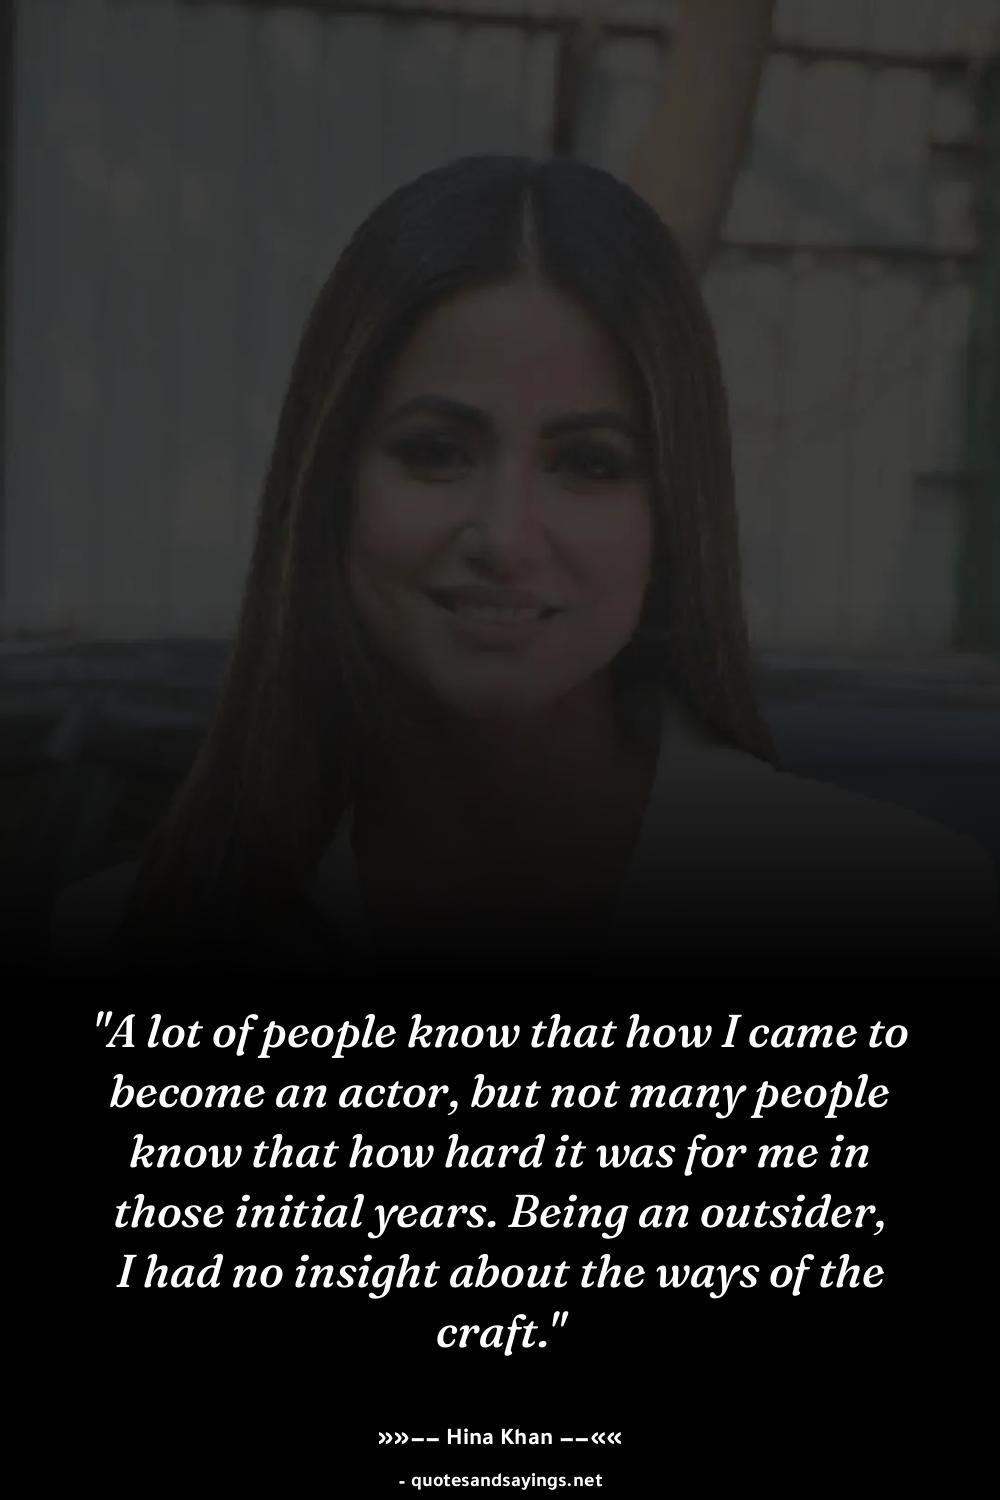 "A lot of people know that how I came to
become an actor, but not many people
know that how hard it was for me in
those initial years. Being an outsider,
I had no insight about the ways of the
craft."
»»−− Hina Khan −−««
- quotesandsayings.net